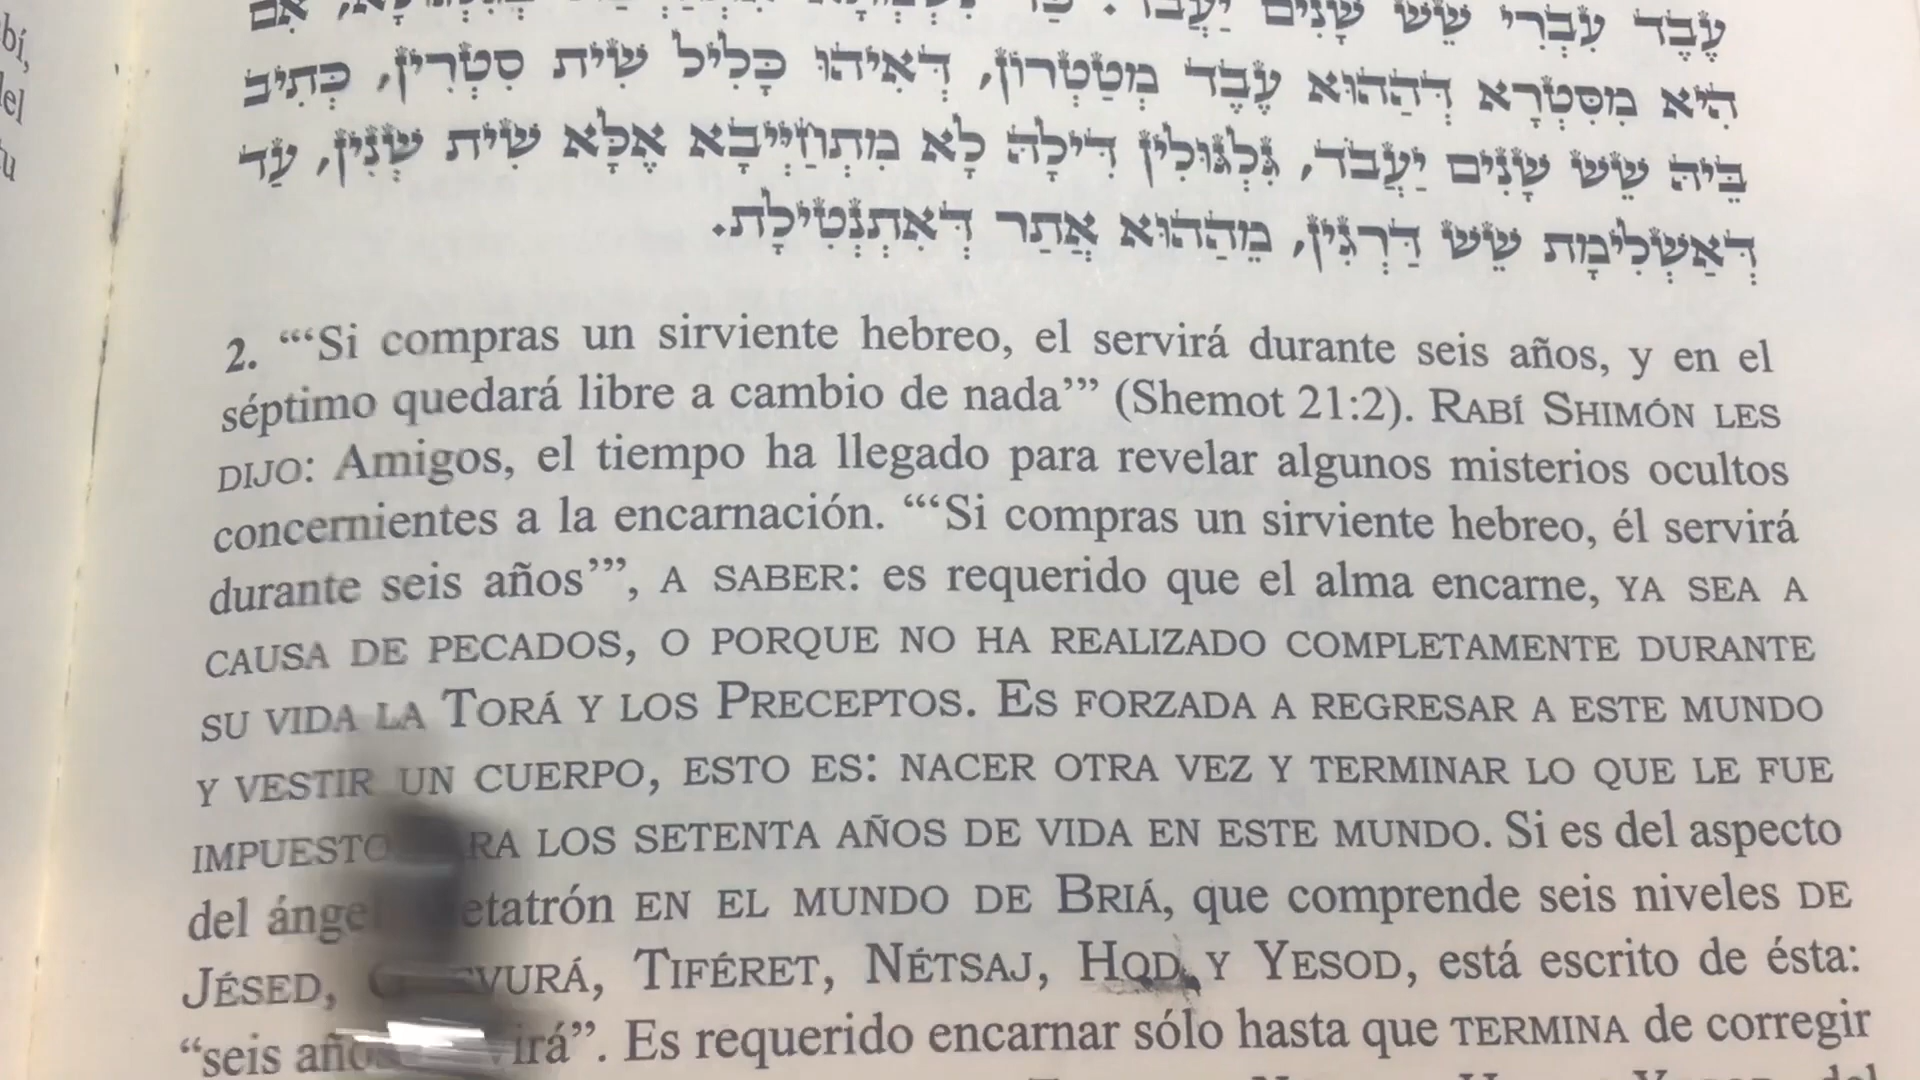 עֶבֶד עִבְרִי שֵׁשׁ שָׁנִים יַעֲבֹד.
הִיא מִסִּטְרָא דְּהַהוּא עֶבֶד מְטַטְרוֹן, דְּאִיהוּ כָּלִיל שִׁית סִטְרִין, כְּתִיב
בֵּיהּ שֵׁשׁ שָׁנִים יַעֲבֹד, גִּלְגּוּלִין דִּילָהּ לָא מִתְחַיְּיבָא אֶלָּא שִׁית שְׁנִין, עַד
דְּאַשְׁלִימַת שֵׁשׁ דַּרְגִּין, מֵהַהוּא אֲתַר דְּאִתְנְטִילַת.
2. “‘Si compras un sirviente hebreo, el servirá durante seis años, y en el
séptimo quedará libre a cambio de nada’” (Shemot 21:2). RABÍ SHIMÓN LES
DIJO: Amigos, el tiempo ha llegado para revelar algunos misterios ocultos
concernientes a la encarnación. “‘Si compras un sirviente hebreo, él servirá
durante seis años’”, A SABER: es requerido que el alma encarne, YA SEA A
CAUSA DE PECADOS, O PORQUE NO HA REALIZADO COMPLETAMENTE DURANTE
SU VIDA LA TORÁ Y LOS PRECEPTOS. ES FORZADA A REGRESAR A ESTE MUNDO
Y VESTIR UN CUERPO, ESTO ES: NACER OTRA VEZ Y TERMINAR LO QUE LE FUE
IMPUESTO LOS SETENTA AÑOS DE VIDA EN ESTE MUNDO. Si es del aspecto
del EN EL MUNDO DE BRIÁ, que comprende seis niveles DE
JÉSED, TIFÉRET, NÉTSAJ, HOD Y YESOD, está escrito de ésta:
“seis Es requerido encarnar sólo hasta que TERMINA de corregir